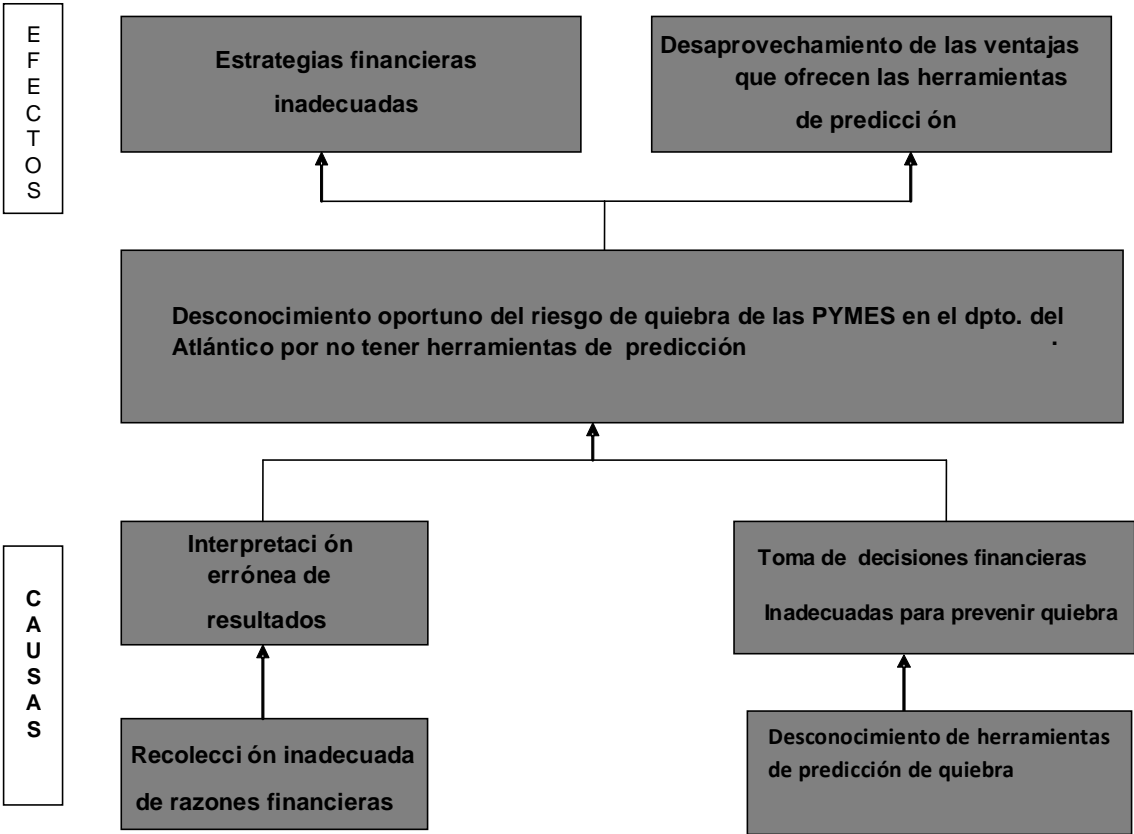 EFECTOS
Estrategias financieras
inadecuadas
Desaprovechamiento de las ventajas
que ofrecen las herramientas
de predicci ón
Desconocimiento oportuno del riesgo de quiebra de las PYMES en el dpto. del
Atlántico por no tener herramientas de predicción .
CAUSAS
Interpretaci ón
errónea de
resultados
Toma de decisiones financieras
Inadecuadas para prevenir quiebra
Recolecci ón inadecuada
de razones financieras
Desconocimiento de herramientas
de predicción de quiebra